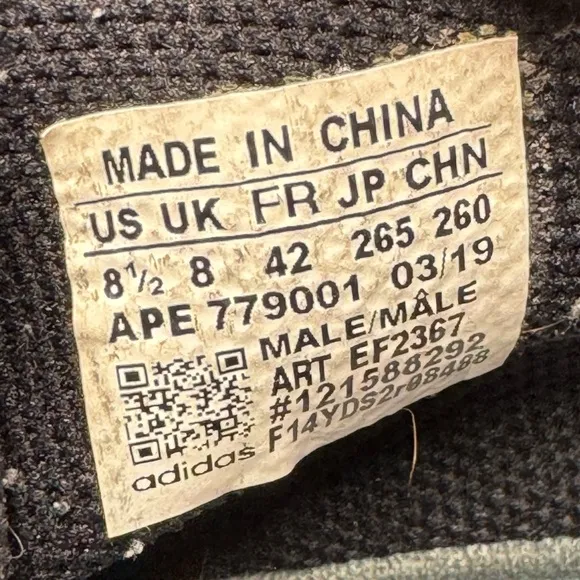 MADE IN CHINA
US UK FR JP CHN
8½ 8 42 265 260
APE 779001 03/19
MALE/MÂLE
ART EF2367
#121588292
F14YDS2r08488
adidas